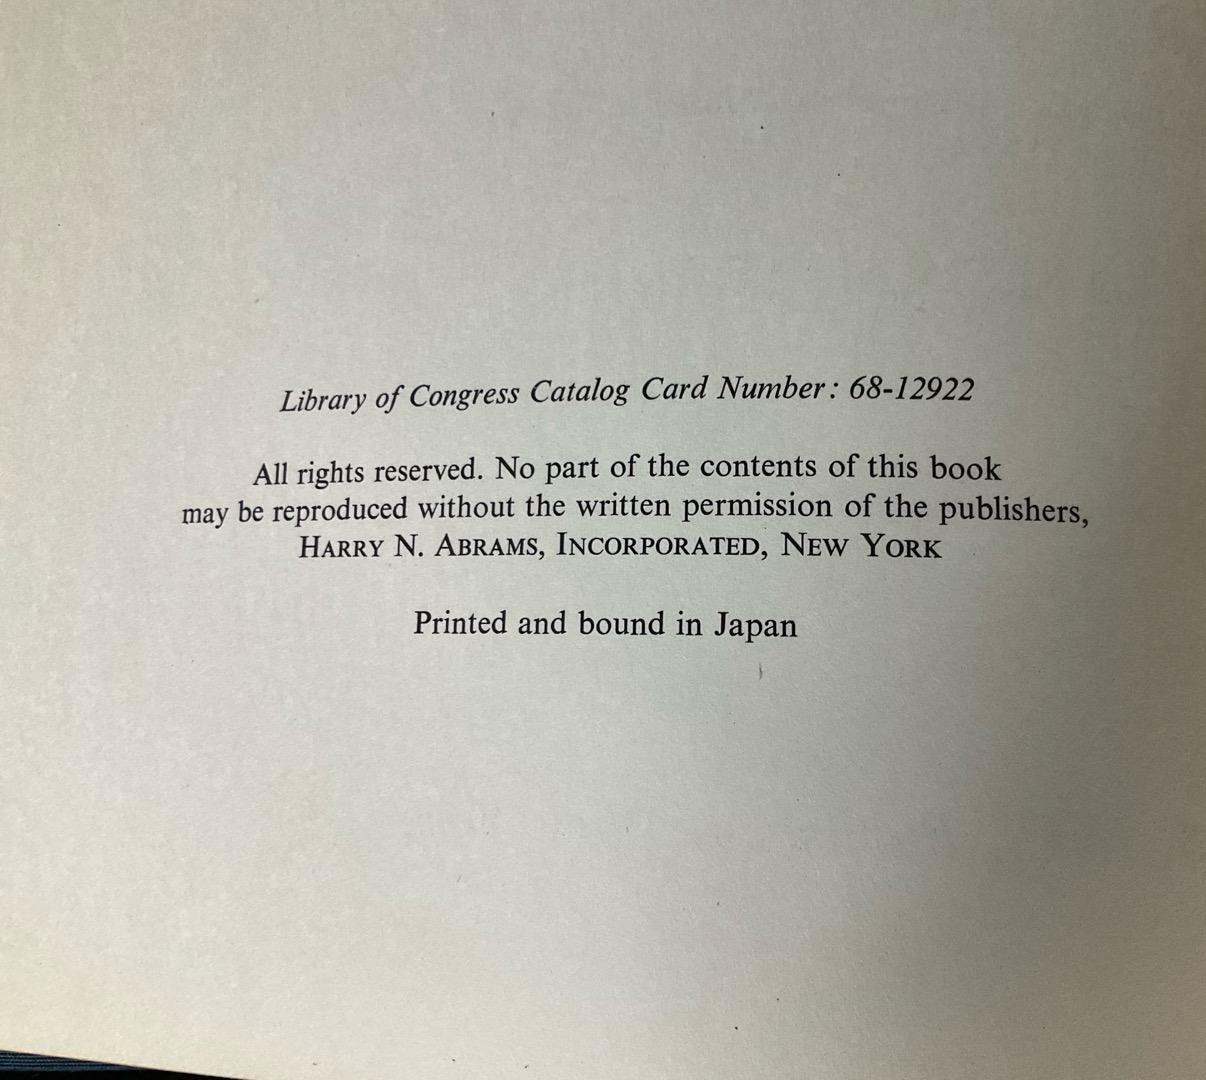 Library of Congress Catalog Card Number: 68-12922
All rights reserved. No part of the contents of this book
may be reproduced without the written permission of the publishers,
HARRY N. ABRAMS, INCORPORATED, NEW YORK
Printed and bound in Japan